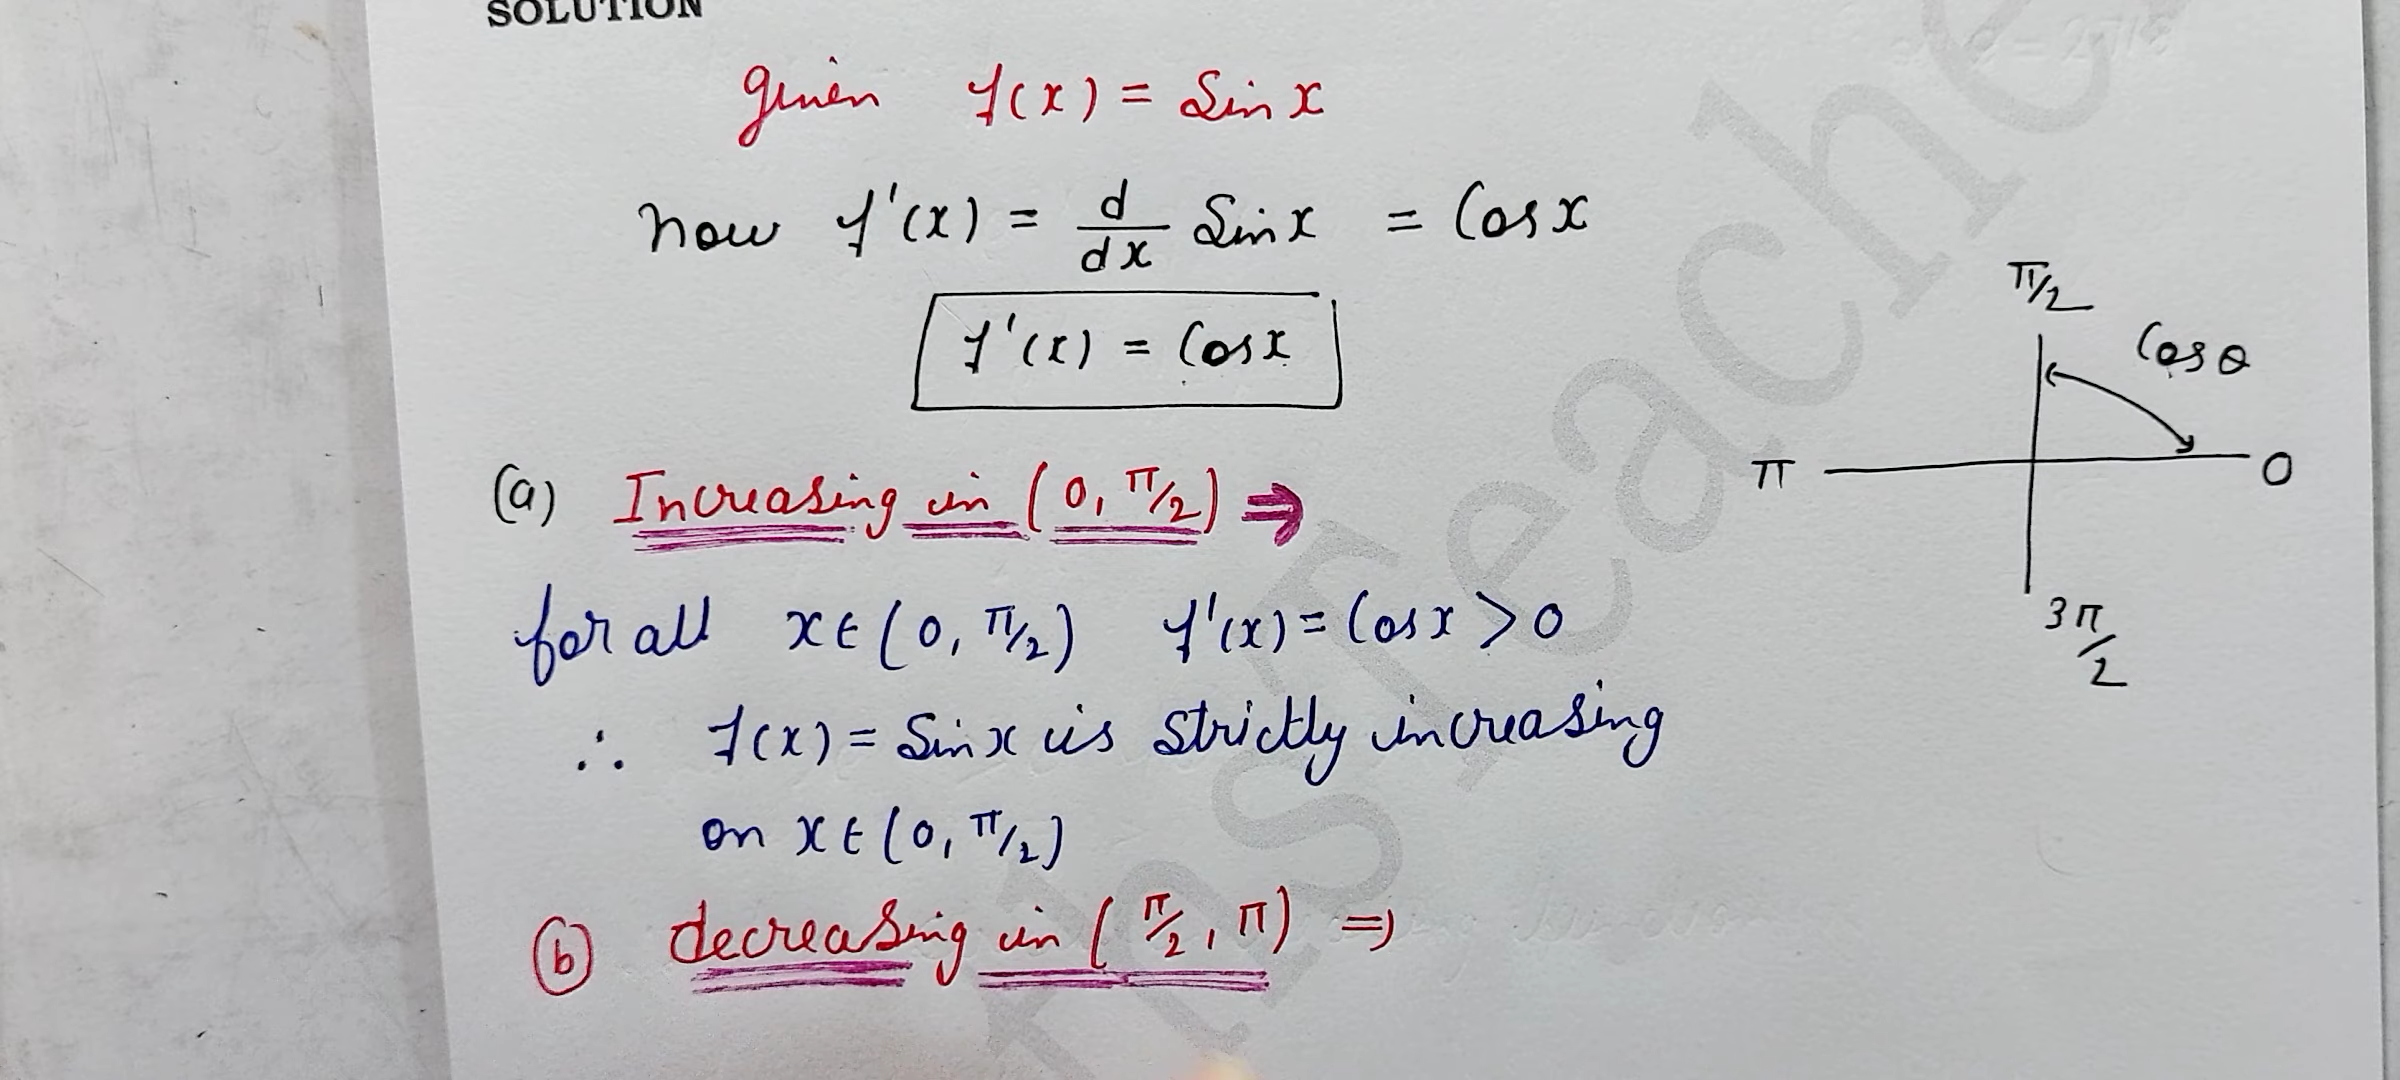 SOLUTION
given f(x) = Sin x
now f'(x) = d/dx Sin x = Cos x
f'(x) = Cos x
π/2
Cos θ
π
0
3π/2
(a) Increasing in (0, π/2) ⇒
for all x ∈ (0, π/2) f'(x) = Cos x > 0
∴ f(x) = Sin x is strictly increasing
on x ∈ (0, π/2)
(b) decreasing in (π/2, π) ⇒